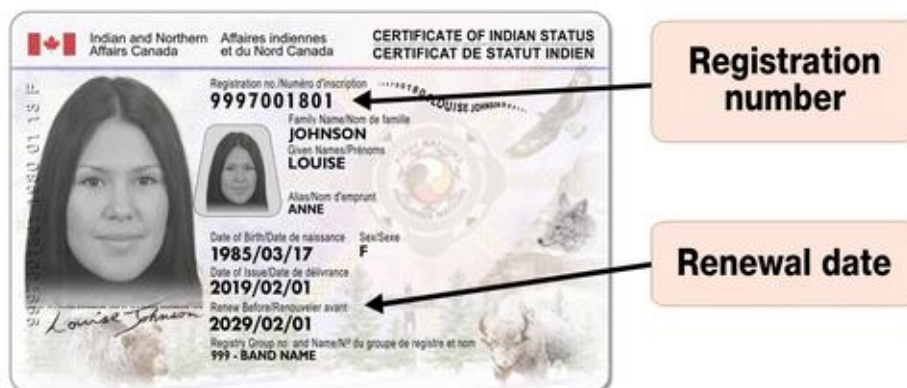 Indian and Northern Affaires indiennes
Affairs Canada et du Nord Canada
CERTIFICATE OF INDIAN STATUS
CERTIFICAT DE STATUT INDIEN
Registration no./Numéro d'inscription
9997001801
LOUISE JOHNSON
Family Name/Nom de famille
JOHNSON
Given Names/Prénoms
LOUISE
Alias/Nom d'emprunt
ANNE
Date of Birth/Date de naissance Sex/Sexe
1985/03/17 F
Date of Issue/Date de délivrance
2019/02/01
Renew Before/Renouveler avant
2029/02/01
Registry Group no. and Name/Nº du groupe de registre et nom
999 - BAND NAME
Louise Johnson
Registration
number
Renewal date